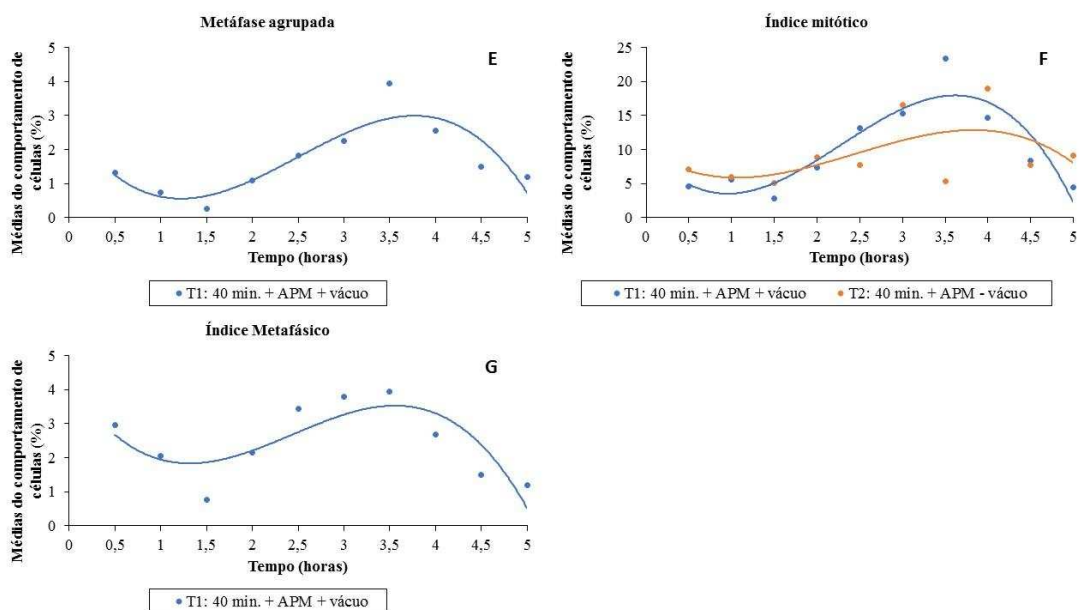 Metáfase agrupada
E
Médias do comportamento de
células (%)
5
4
3
2
1
0
0 0,5 1 1,5 2 2,5 3 3,5 4 4,5 5
Tempo (horas)
T1: 40 min. + APM + vácuo
Índice mitótico
F
Médias do comportamento de
células (%)
25
20
15
10
5
0
0 0,5 1 1,5 2 2,5 3 3,5 4 4,5 5
Tempo (horas)
T1: 40 min. + APM + vácuo T2: 40 min. + APM - vácuo
Índice Metafásico
G
Médias do comportamento de
células (%)
5
4
3
2
1
0
0 0,5 1 1,5 2 2,5 3 3,5 4 4,5 5
Tempo (horas)
T1: 40 min. + APM + vácuo